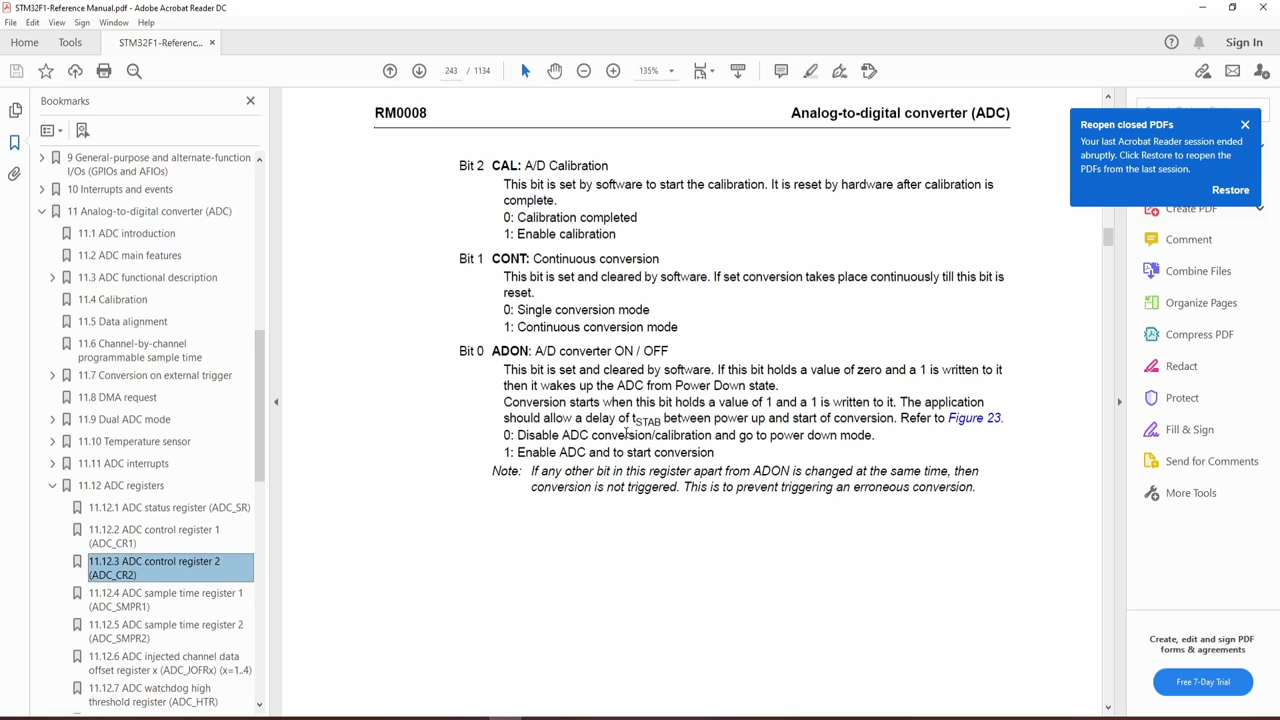 STM32F1-Reference Manual.pdf - Adobe Acrobat Reader DC
File Edit View Sign Window Help
Home Tools STM32F1-Referenc... × Sign In
243 / 1134 135%
Bookmarks
9 General-purpose and alternate-function
I/Os (GPIOs and AFIOs)
10 Interrupts and events
11 Analog-to-digital converter (ADC)
11.1 ADC introduction
11.2 ADC main features
11.3 ADC functional description
11.4 Calibration
11.5 Data alignment
11.6 Channel-by-channel
programmable sample time
11.7 Conversion on external trigger
11.8 DMA request
11.9 Dual ADC mode
11.10 Temperature sensor
11.11 ADC interrupts
11.12 ADC registers
11.12.1 ADC status register (ADC_SR)
11.12.2 ADC control register 1
(ADC_CR1)
11.12.3 ADC control register 2
(ADC_CR2)
11.12.4 ADC sample time register 1
(ADC_SMPR1)
11.12.5 ADC sample time register 2
(ADC_SMPR2)
11.12.6 ADC injected channel data
offset register x (ADC_JOFRx) (x=1..4)
11.12.7 ADC watchdog high
threshold register (ADC_HTR)
RM0008 Analog-to-digital converter (ADC)
Bit 2 CAL: A/D Calibration
This bit is set by software to start the calibration. It is reset by hardware after calibration is
complete.
0: Calibration completed
1: Enable calibration
Bit 1 CONT: Continuous conversion
This bit is set and cleared by software. If set conversion takes place continuously till this bit is
reset.
0: Single conversion mode
1: Continuous conversion mode
Bit 0 ADON: A/D converter ON / OFF
This bit is set and cleared by software. If this bit holds a value of zero and a 1 is written to it
then it wakes up the ADC from Power Down state.
Conversion starts when this bit holds a value of 1 and a 1 is written to it. The application
should allow a delay of tSTAB between power up and start of conversion. Refer to Figure 23.
0: Disable ADC conversion/calibration and go to power down mode.
1: Enable ADC and to start conversion
Note: If any other bit in this register apart from ADON is changed at the same time, then
conversion is not triggered. This is to prevent triggering an erroneous conversion.
Reopen closed PDFs
Your last Acrobat Reader session ended
abruptly. Click Restore to reopen the
PDFs from the last session.
Restore
Create PDF
Comment
Combine Files
Organize Pages
Compress PDF
Redact
Protect
Fill & Sign
Send for Comments
More Tools
Create, edit and sign PDF
forms & agreements
Free 7-Day Trial